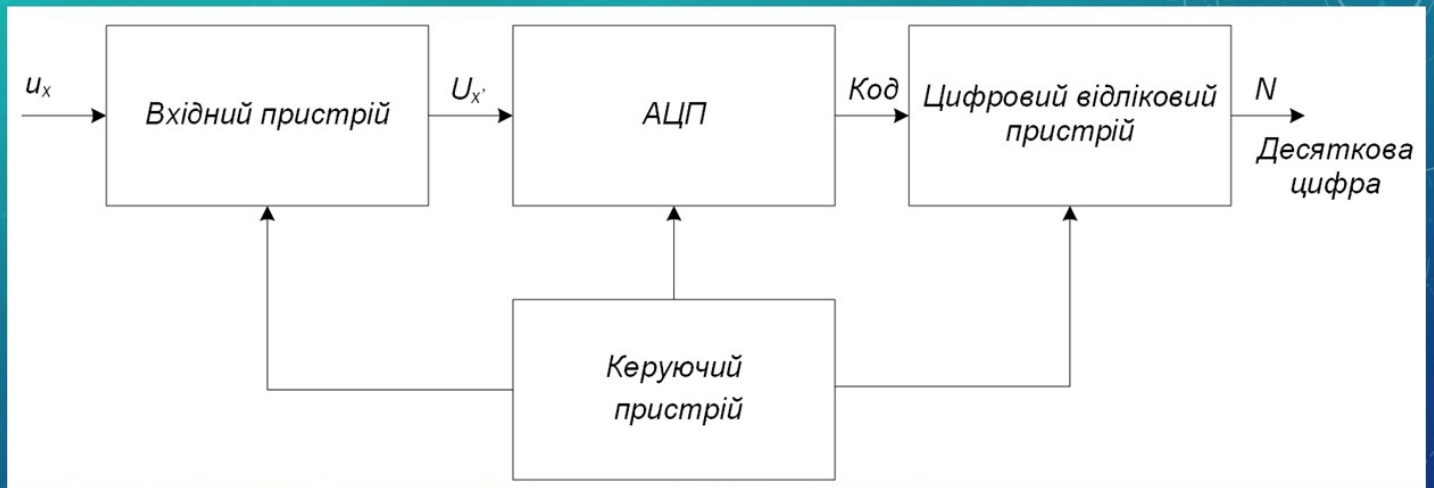 uₓ
Вхідний пристрій
Uₓ'
АЦП
Код
Цифровий відліковий
пристрій
N
Десяткова
цифра
Керуючий
пристрій